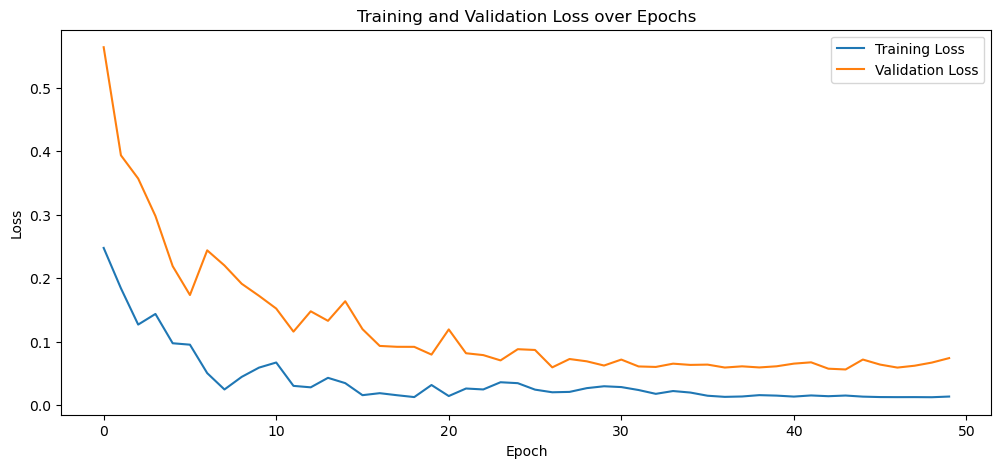 Training and Validation Loss over Epochs
Training Loss
Validation Loss
0.5
0.4
0.3
0.2
0.1
0.0
Loss
0 10 20 30 40 50
Epoch